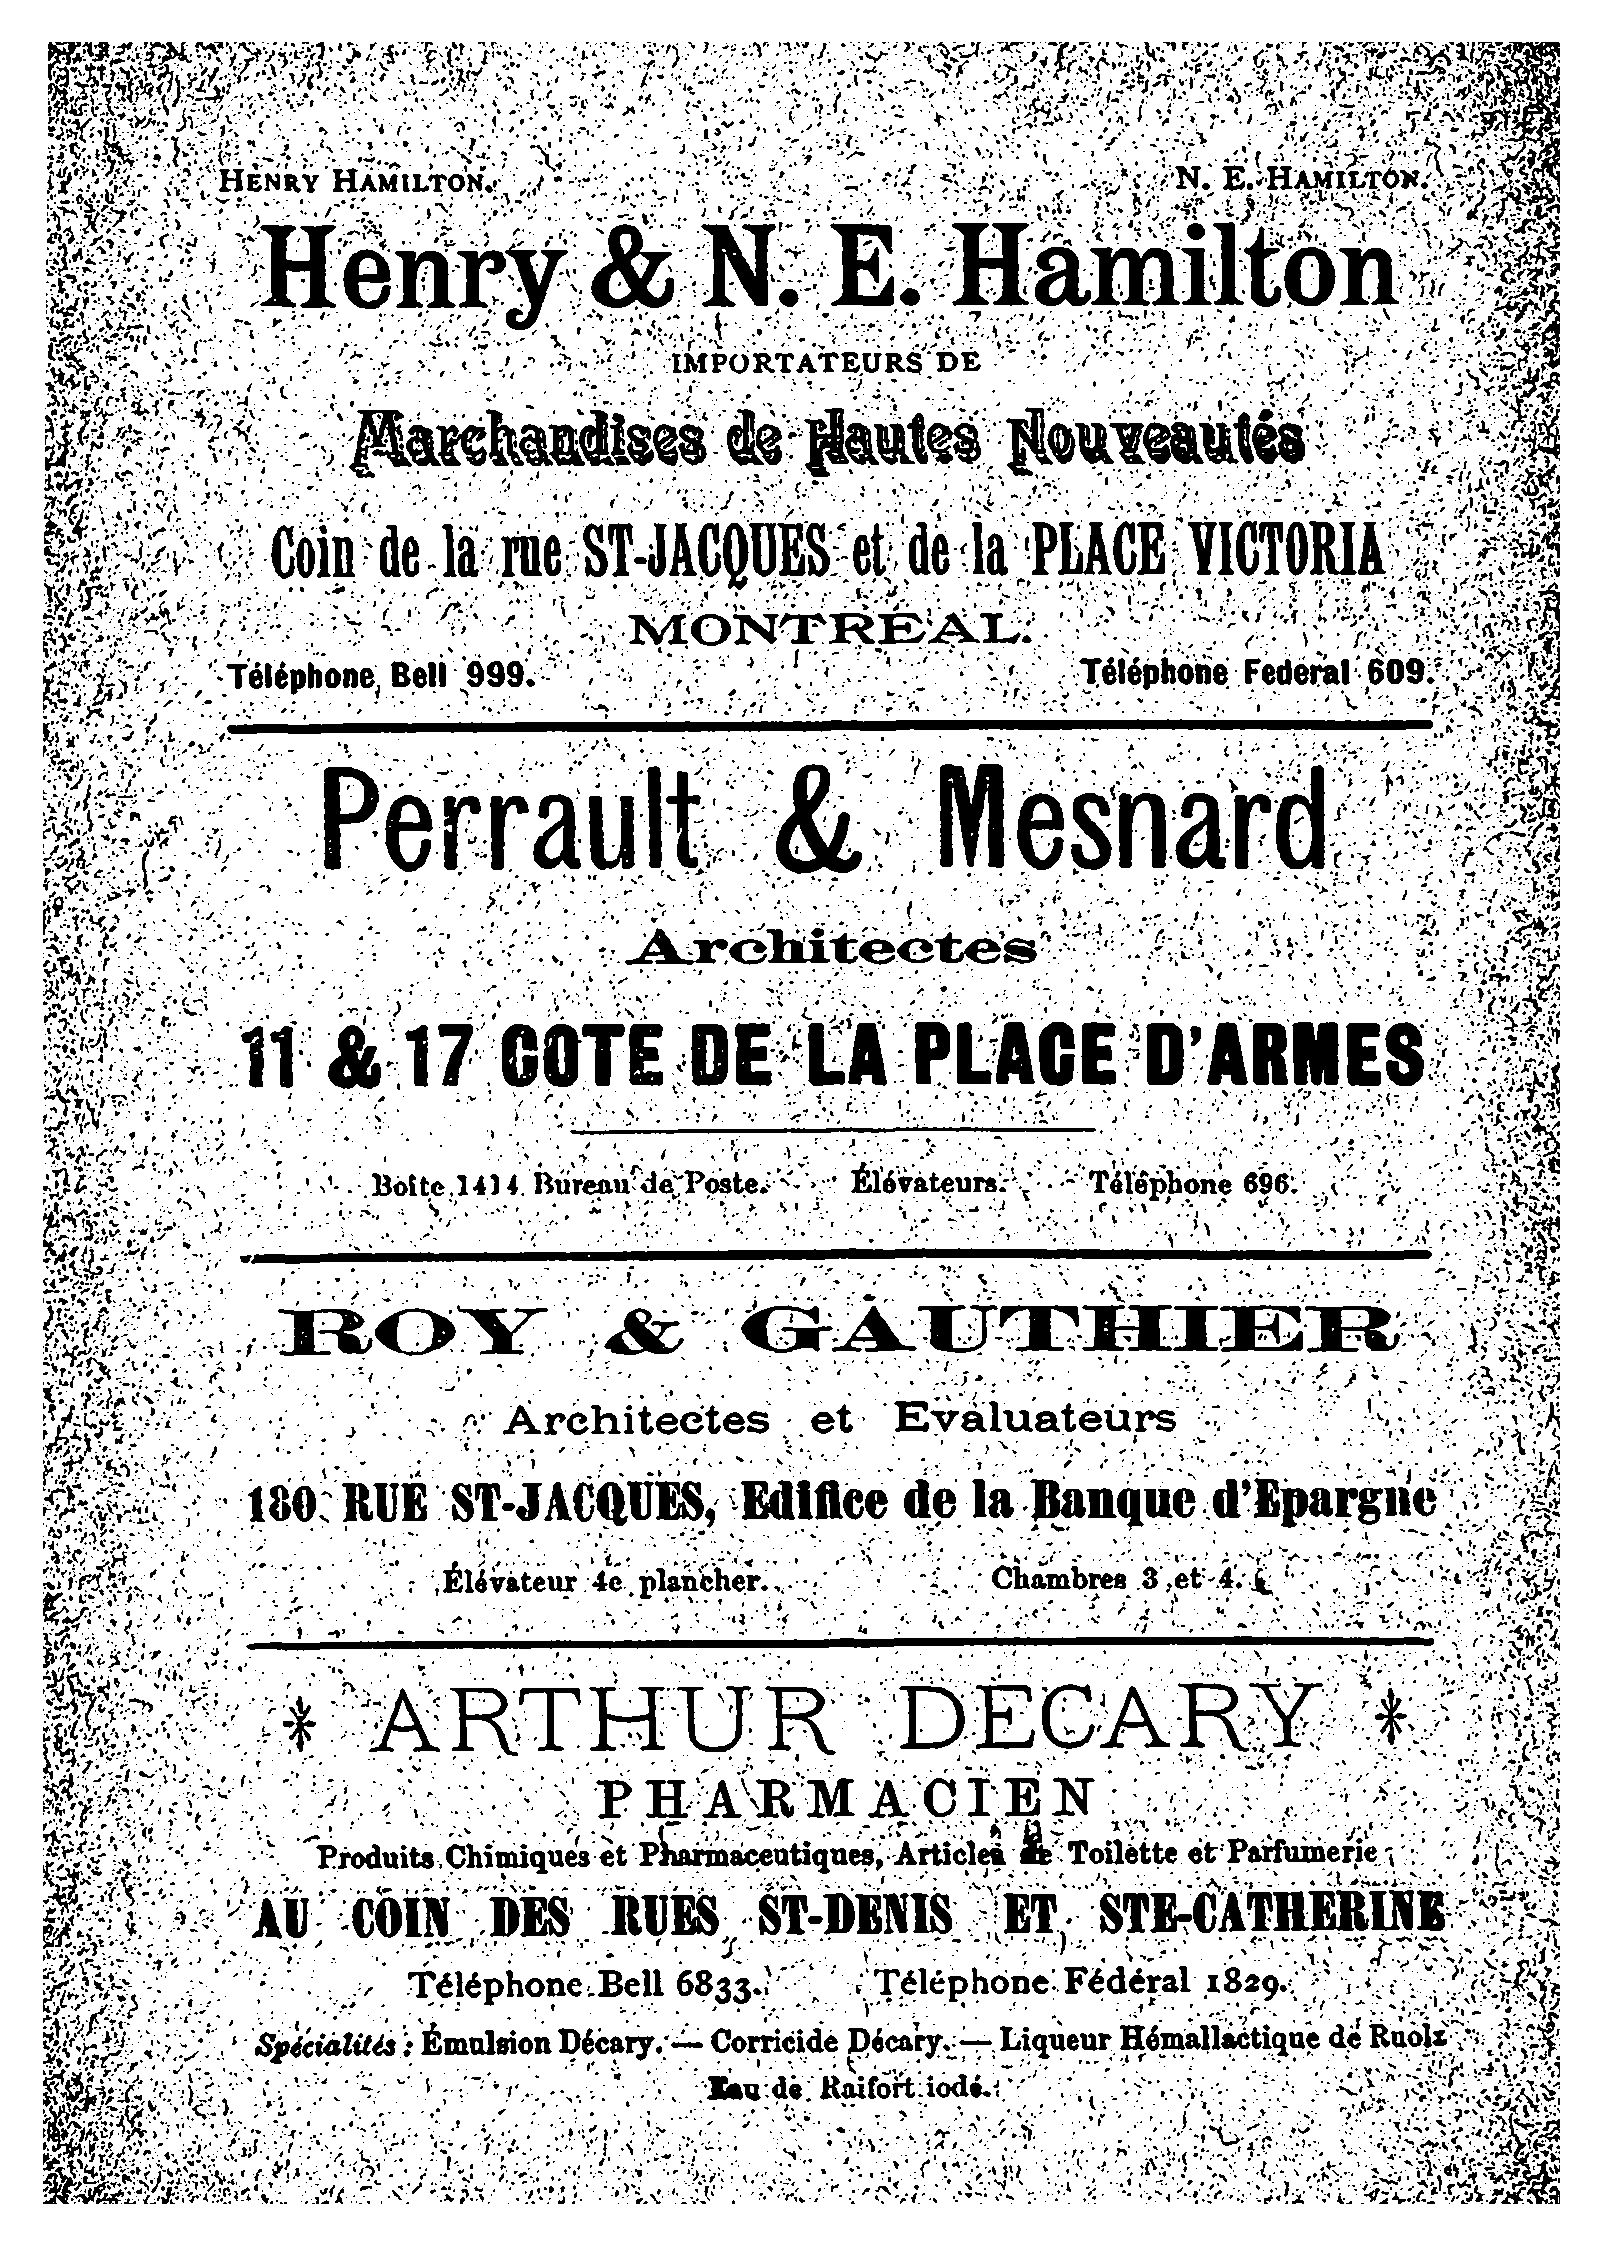 HENRY HAMILTON. N. E. HAMILTON.
Henry & N. E. Hamilton
IMPORTATEURS DE
Marchandises de Hautes Nouveautés
Coin de la rue ST-JACQUES et de la PLACE VICTORIA
MONTRÉAL.
Téléphone Bell 999. Téléphone Federal 609.
Perrault & Mesnard
Architectes
11 & 17 COTE DE LA PLACE D'ARMES
Boîte 1414 Bureau de Poste. Élévateurs. Téléphone 696.
ROY & GAUTHIER
Architectes et Evaluateurs
180 RUE ST-JACQUES, Edifice de la Banque d'Epargne
Élévateur 4e plancher. Chambres 3 et 4.
* ARTHUR DECARY *
PHARMACIEN
Produits Chimiques et Pharmaceutiques, Articles de Toilette et Parfumerie
AU COIN DES RUES ST-DENIS ET STE-CATHERINE
Téléphone Bell 6833. Téléphone Fédéral 1829.
Spécialités : Émulsion Décary. — Corricide Décary. — Liqueur Hémallactique de Ruolz
Eau de Raifort iodé.